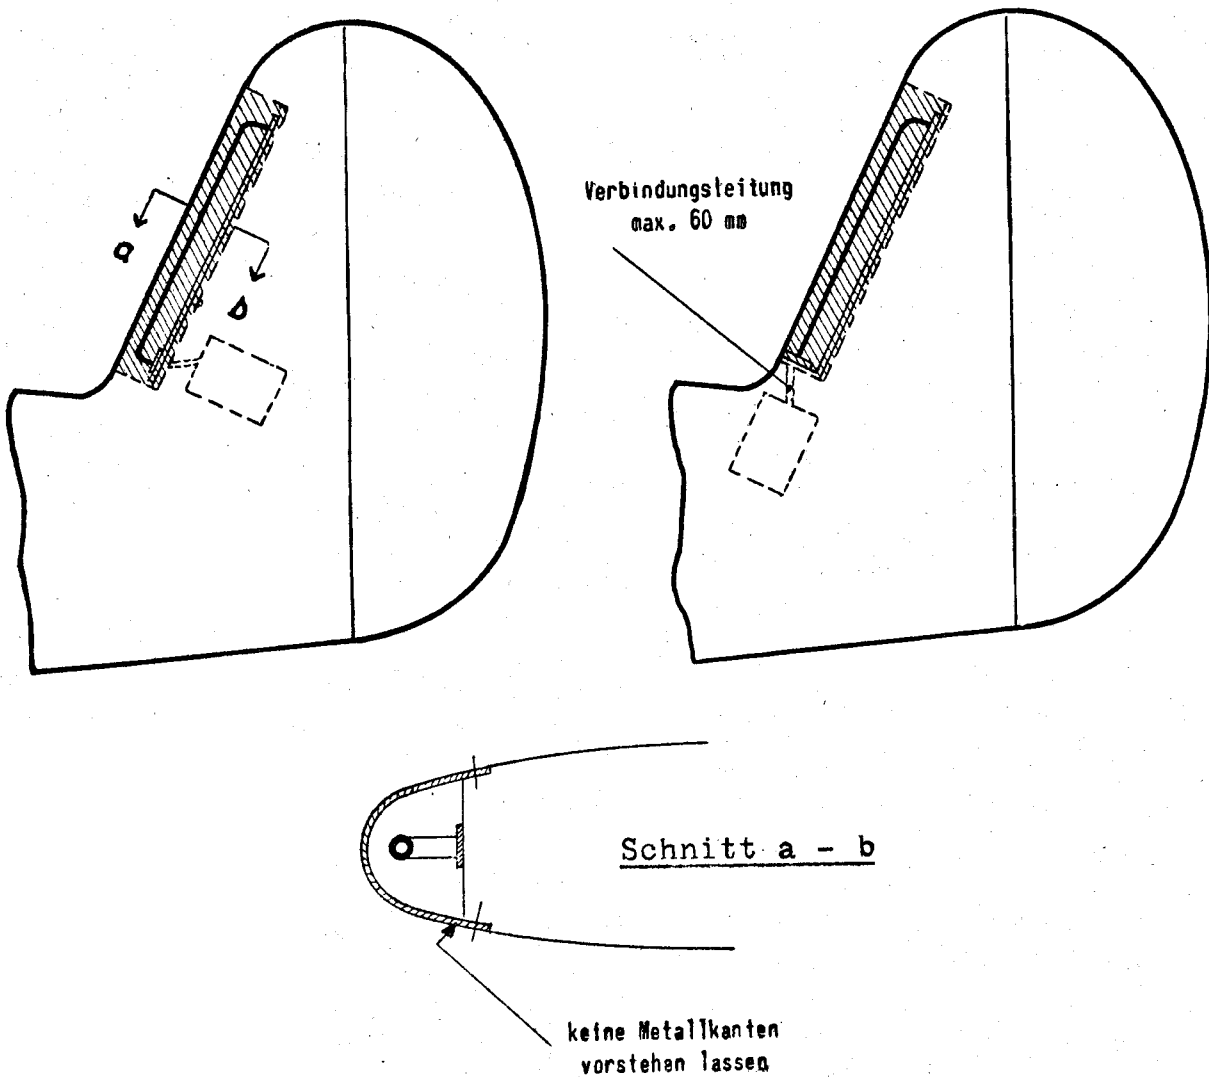 Verbindungsleitung
max. 60 mm
a
b
Schnitt a - b
keine Metallkanten
vorstehen lassen